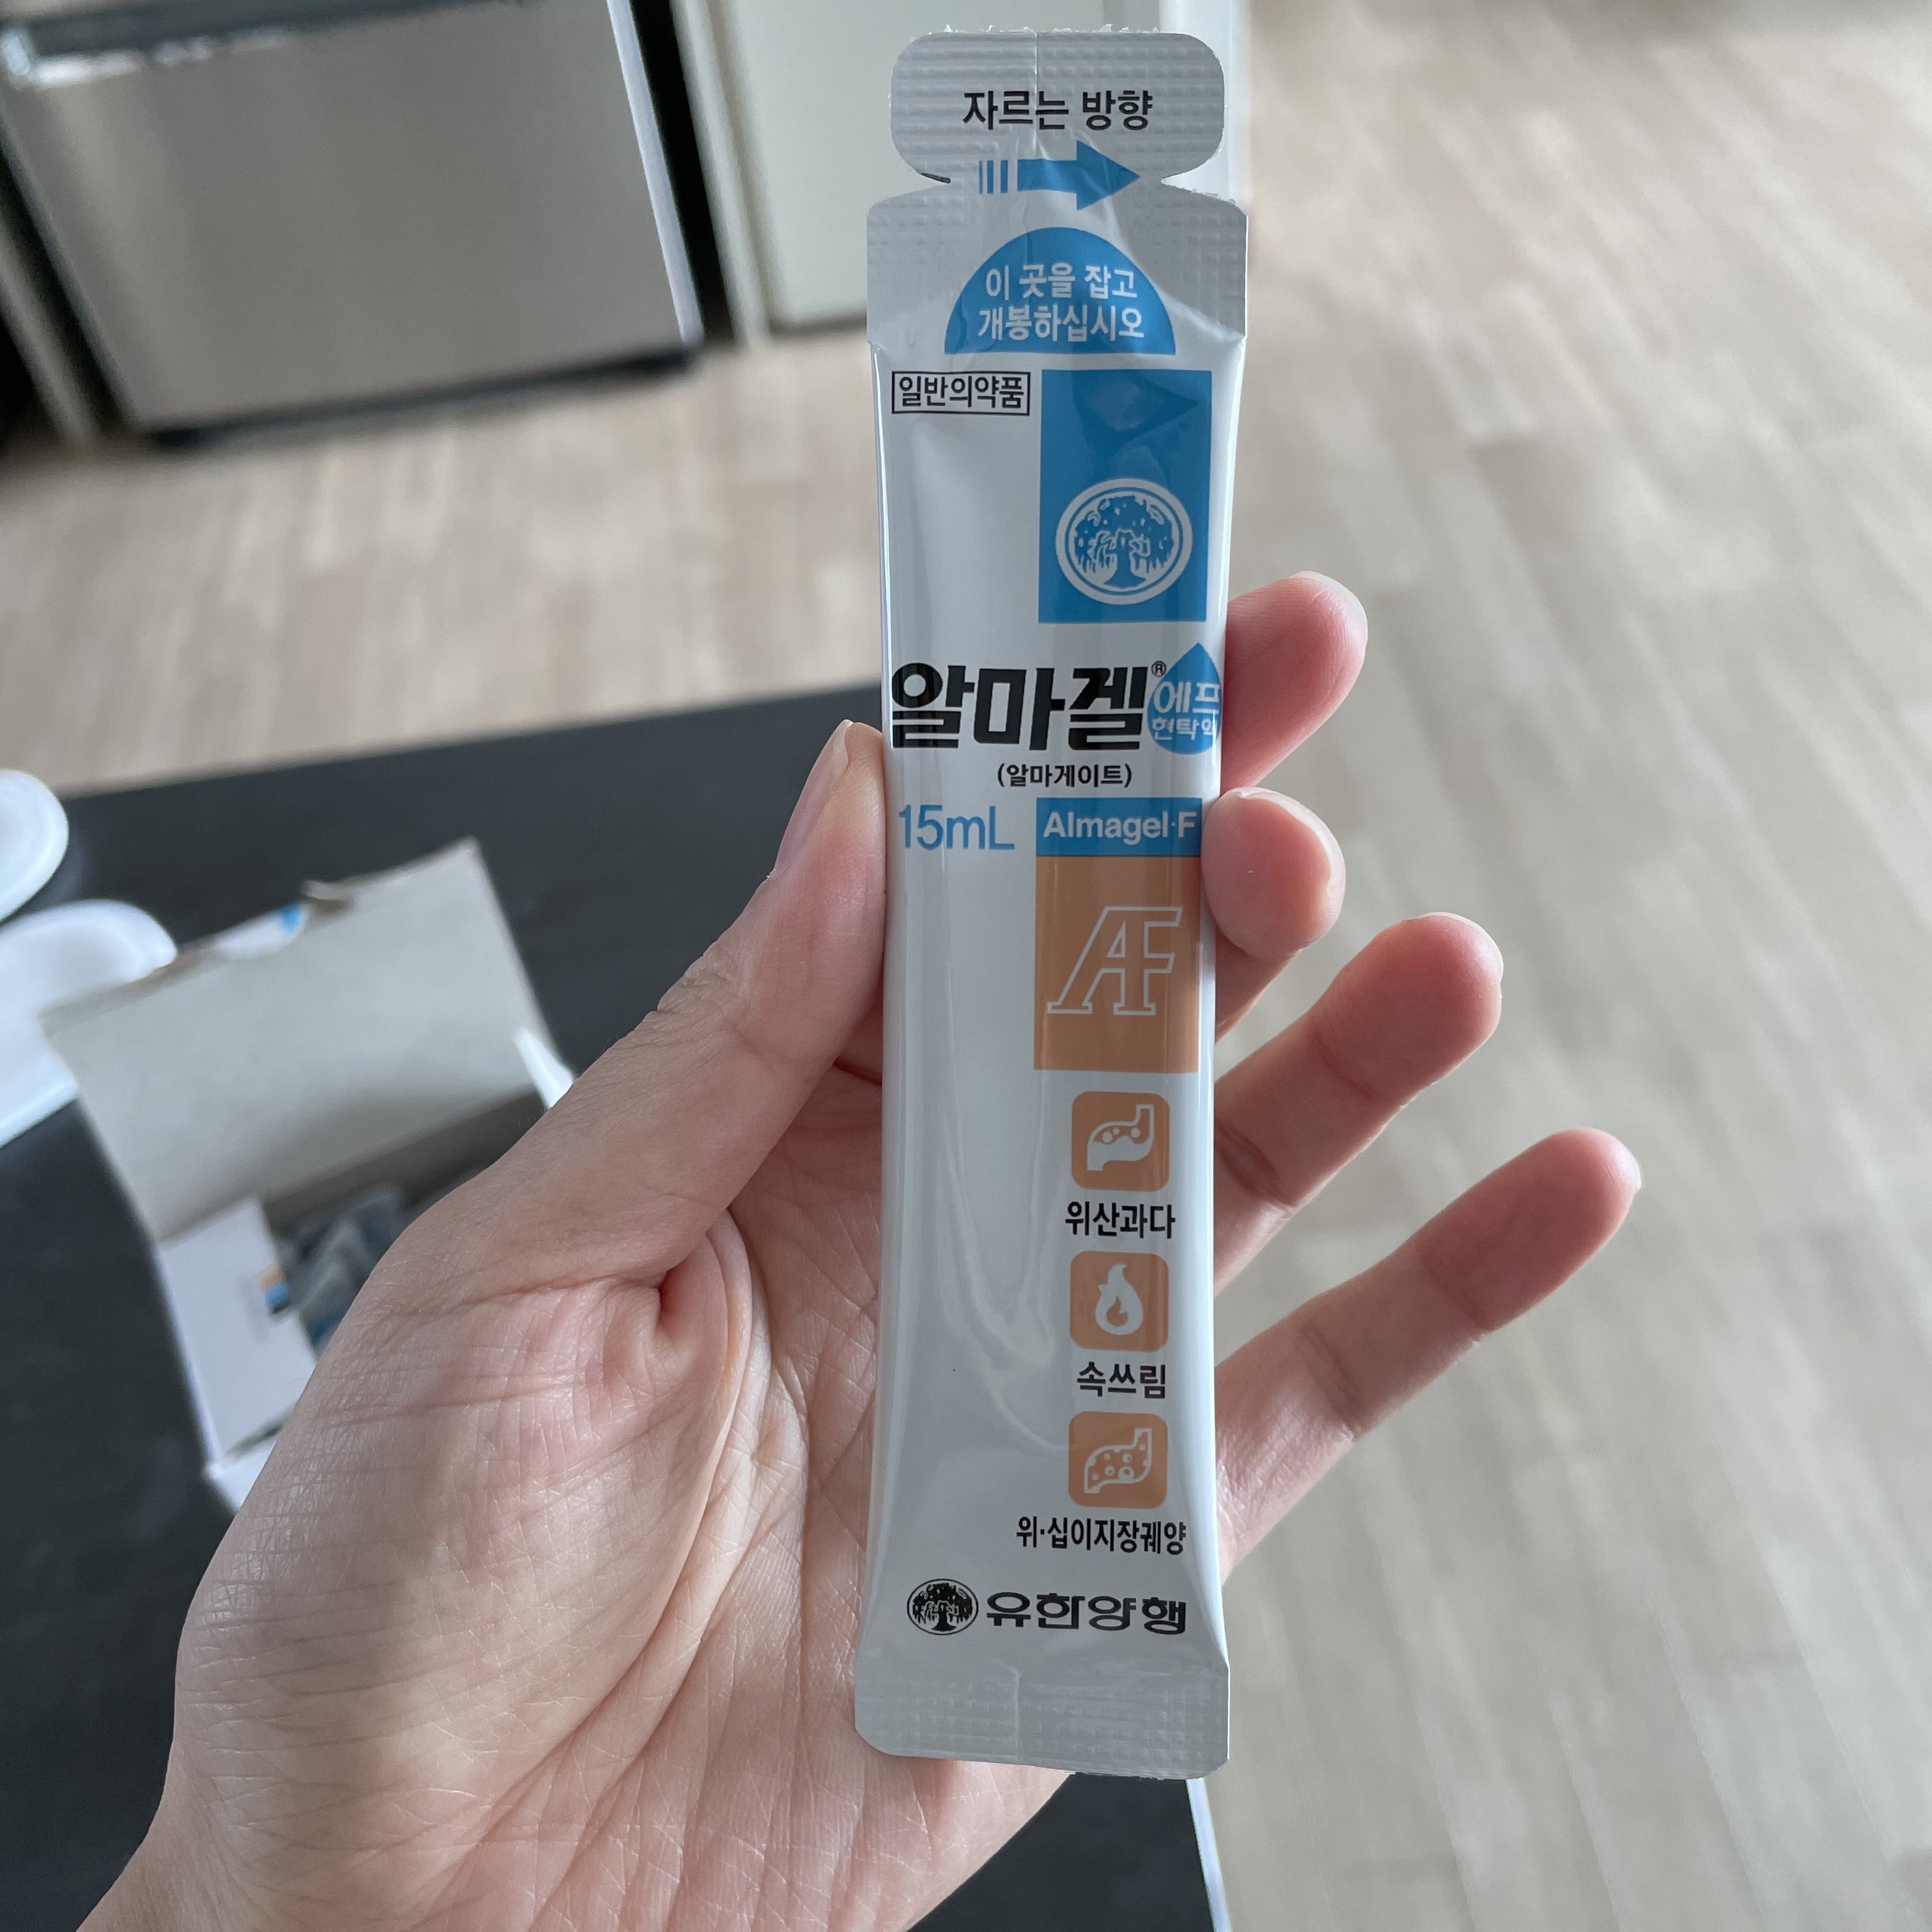 자르는 방향
이 곳을 잡고
개봉하십시오
일반의약품
알마겔® 에프
현탁액
(알마게이트)
15mL Almagel-F
AF
위산과다
속쓰림
위·십이지장궤양
유한양행